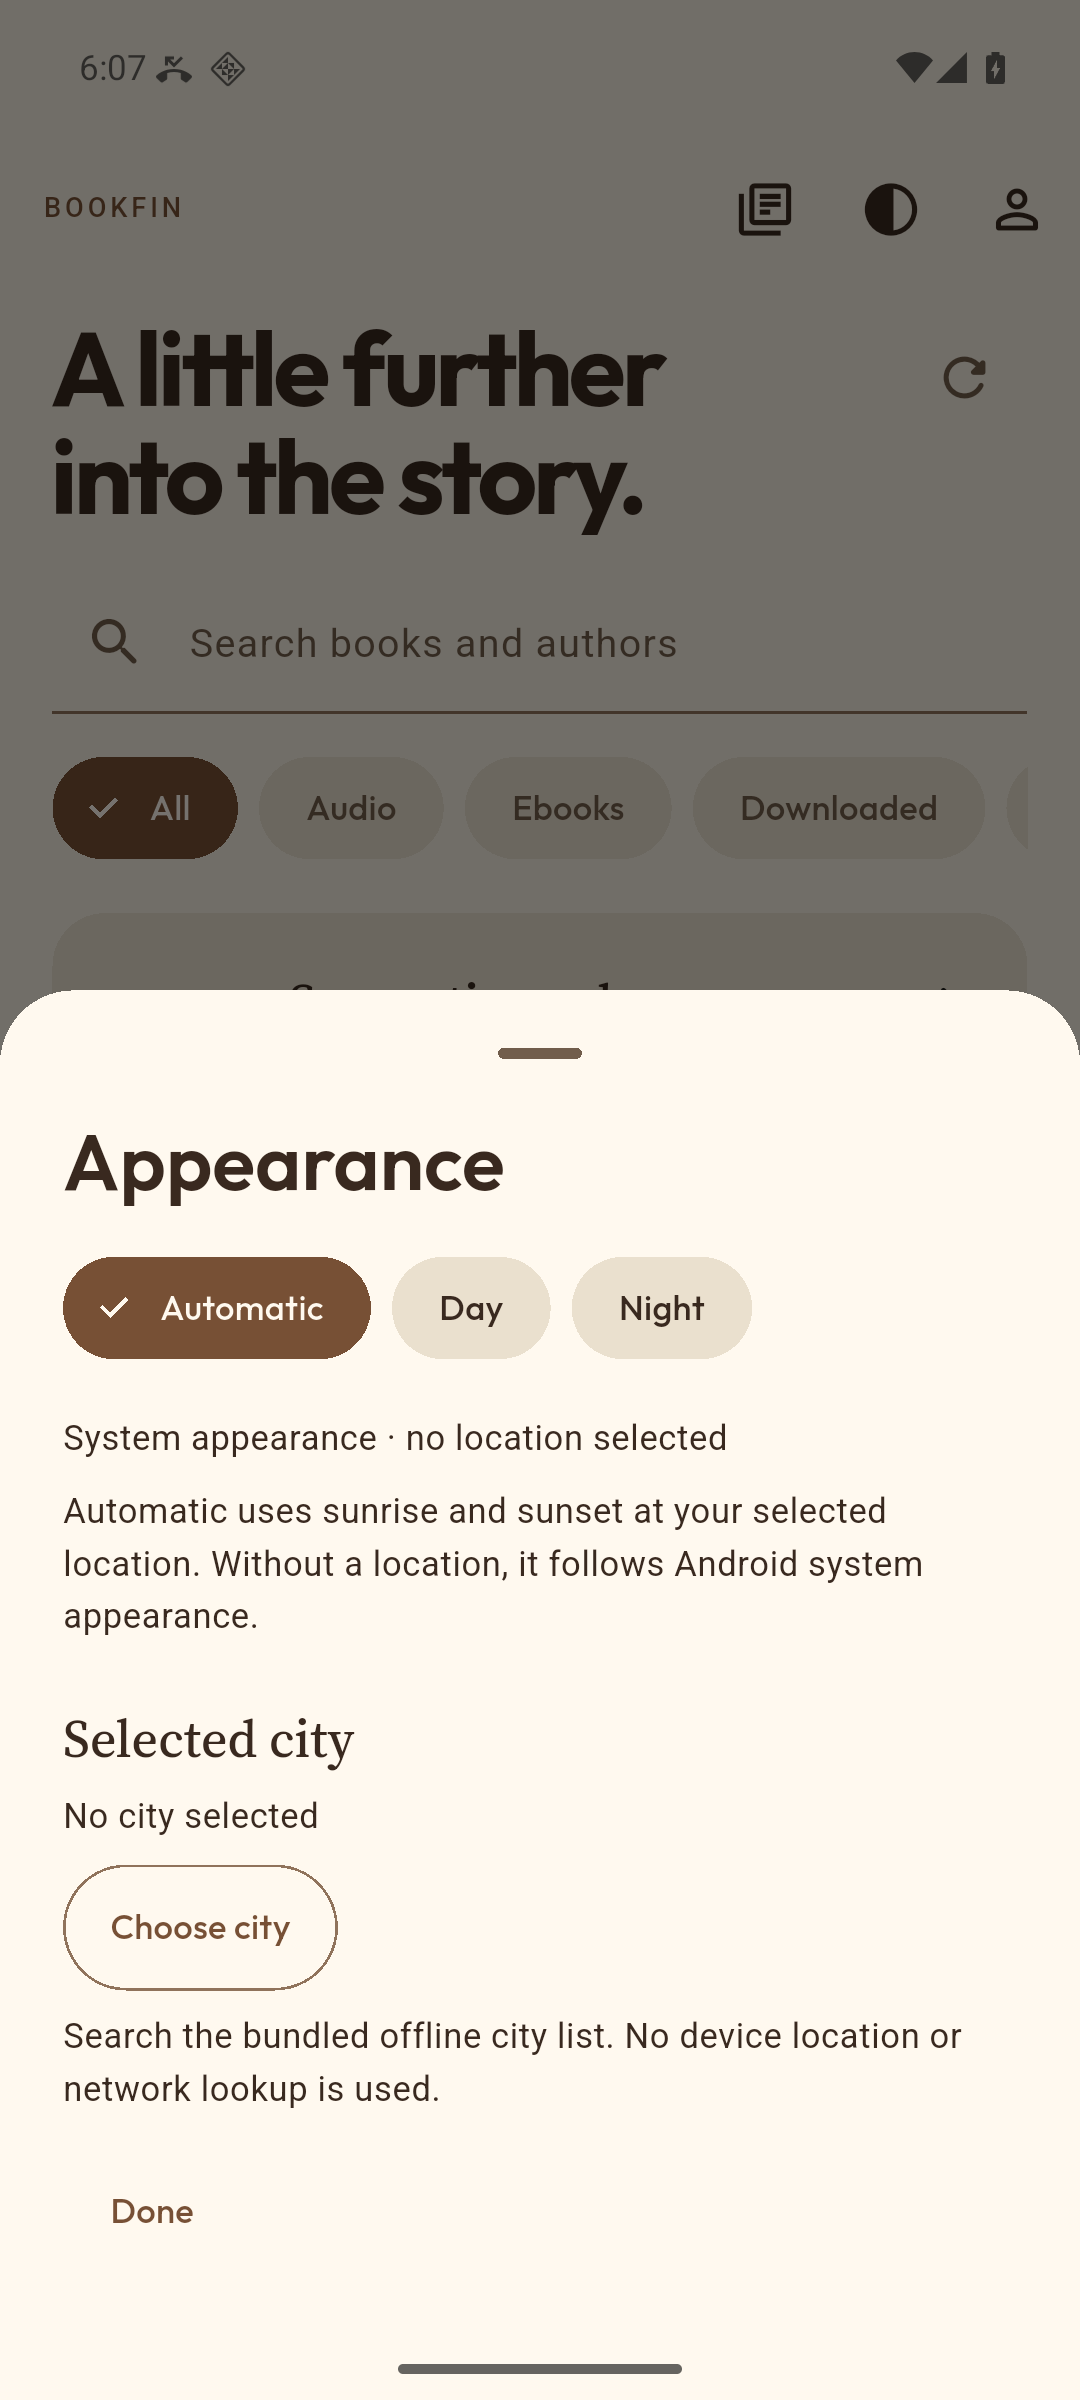 6:07
BOOKFIN
A little further
into the story.
Search books and authors
All
Audio
Ebooks
Downloaded
Appearance
Automatic
Day
Night
System appearance · no location selected
Automatic uses sunrise and sunset at your selected
location. Without a location, it follows Android system
appearance.
Selected city
No city selected
Choose city
Search the bundled offline city list. No device location or
network lookup is used.
Done